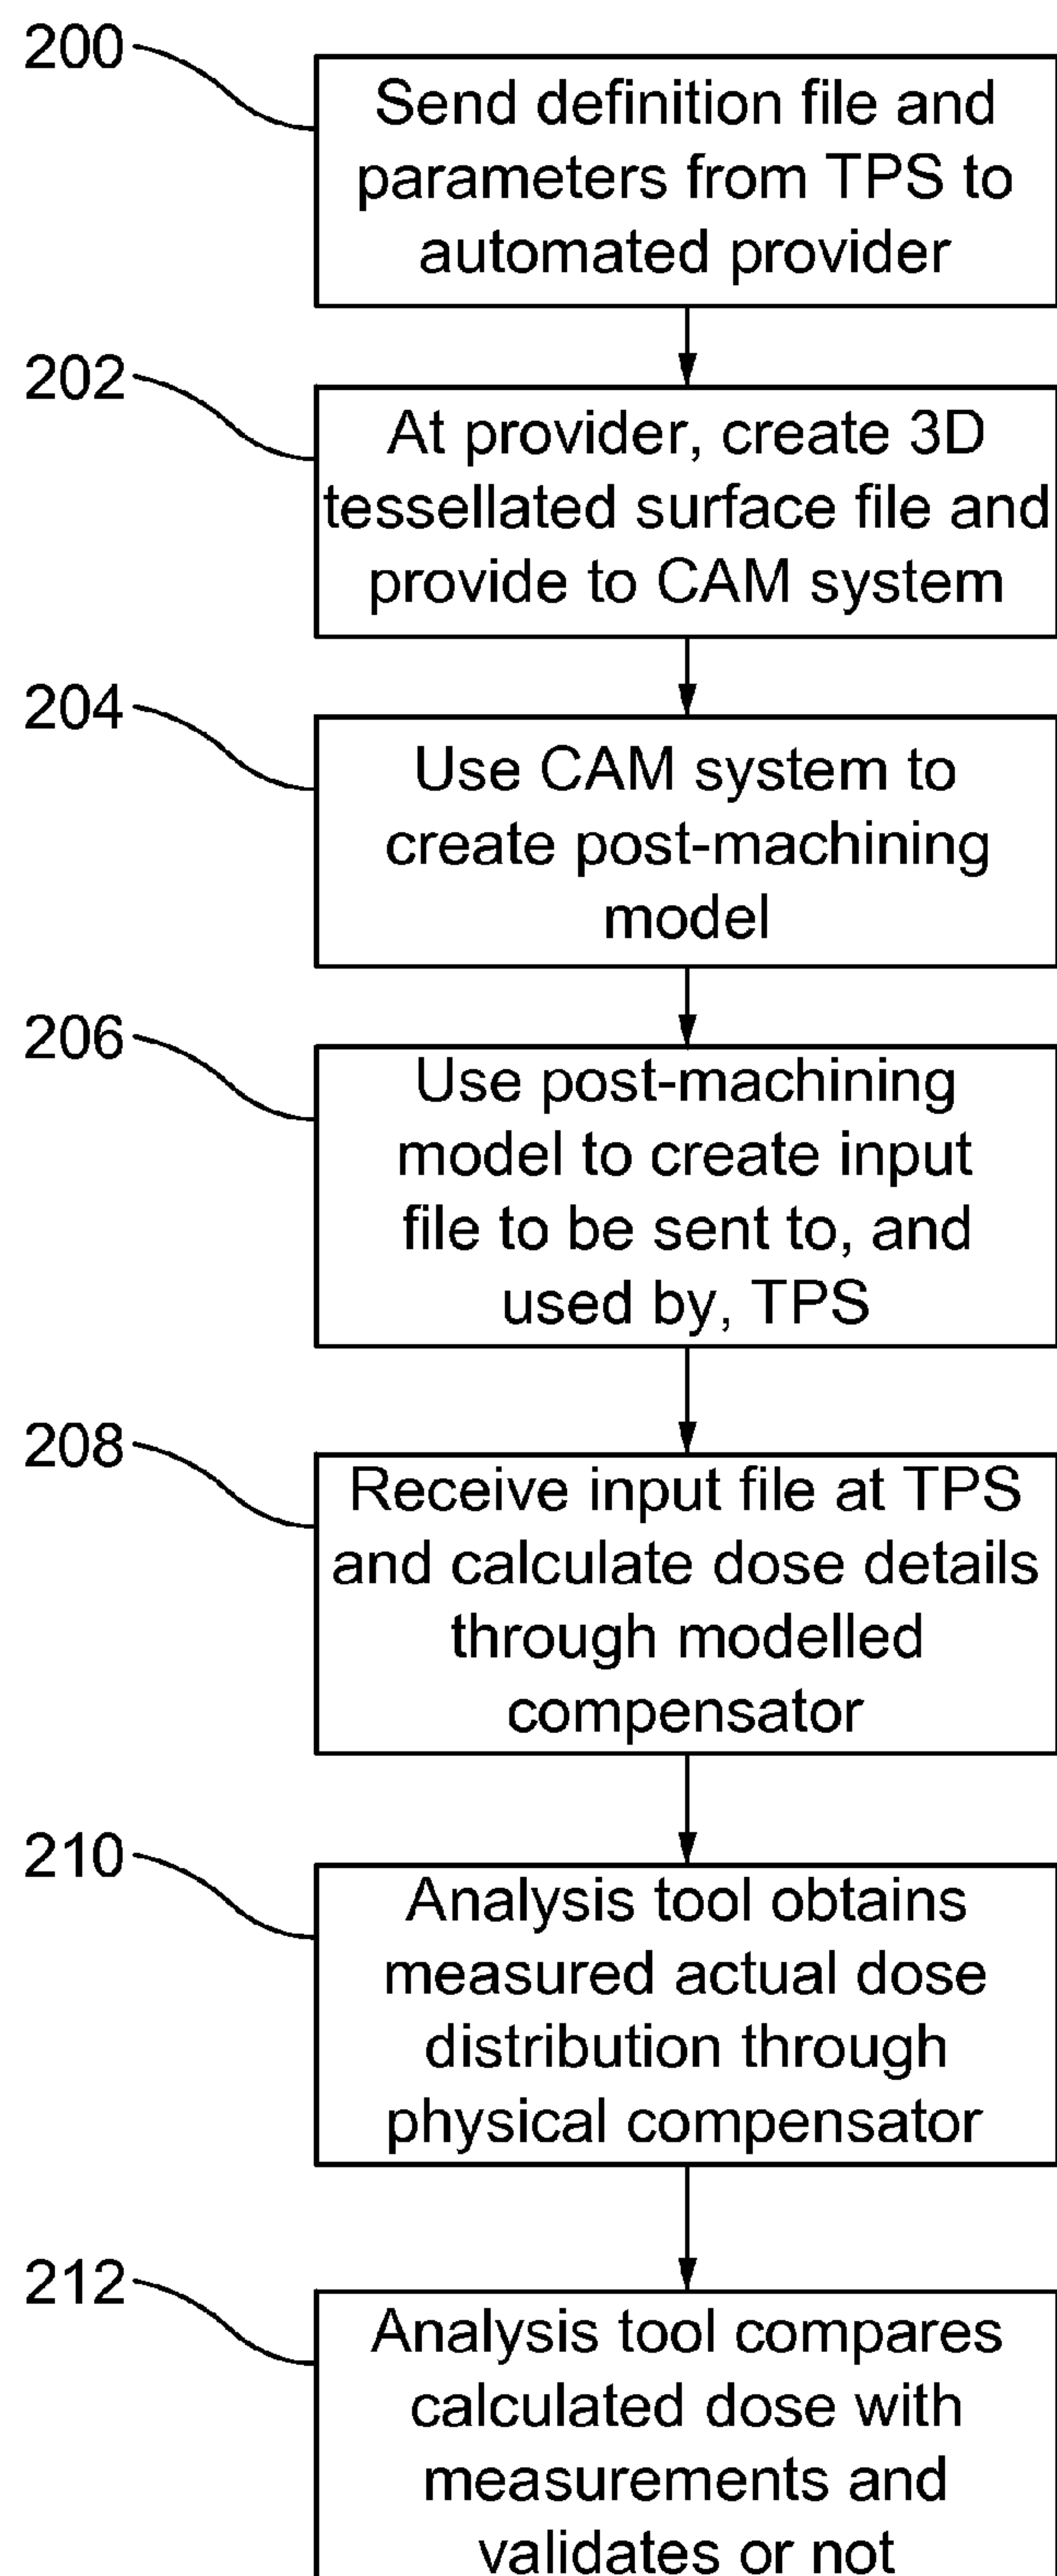 200
Send definition file and
parameters from TPS to
automated provider
202
At provider, create 3D
tessellated surface file and
provide to CAM system
204
Use CAM system to
create post-machining
model
206
Use post-machining
model to create input
file to be sent to, and
used by, TPS
208
Receive input file at TPS
and calculate dose details
through modelled
compensator
210
Analysis tool obtains
measured actual dose
distribution through
physical compensator
212
Analysis tool compares
calculated dose with
measurements and
validates or not